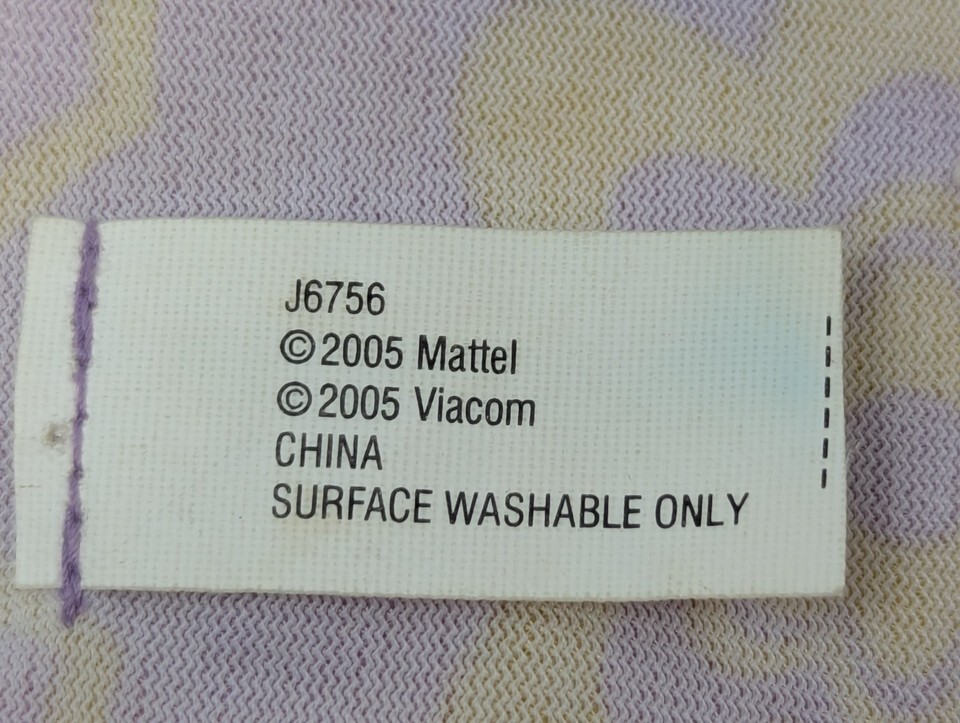 J6756
©2005 Mattel
©2005 Viacom
CHINA
SURFACE WASHABLE ONLY